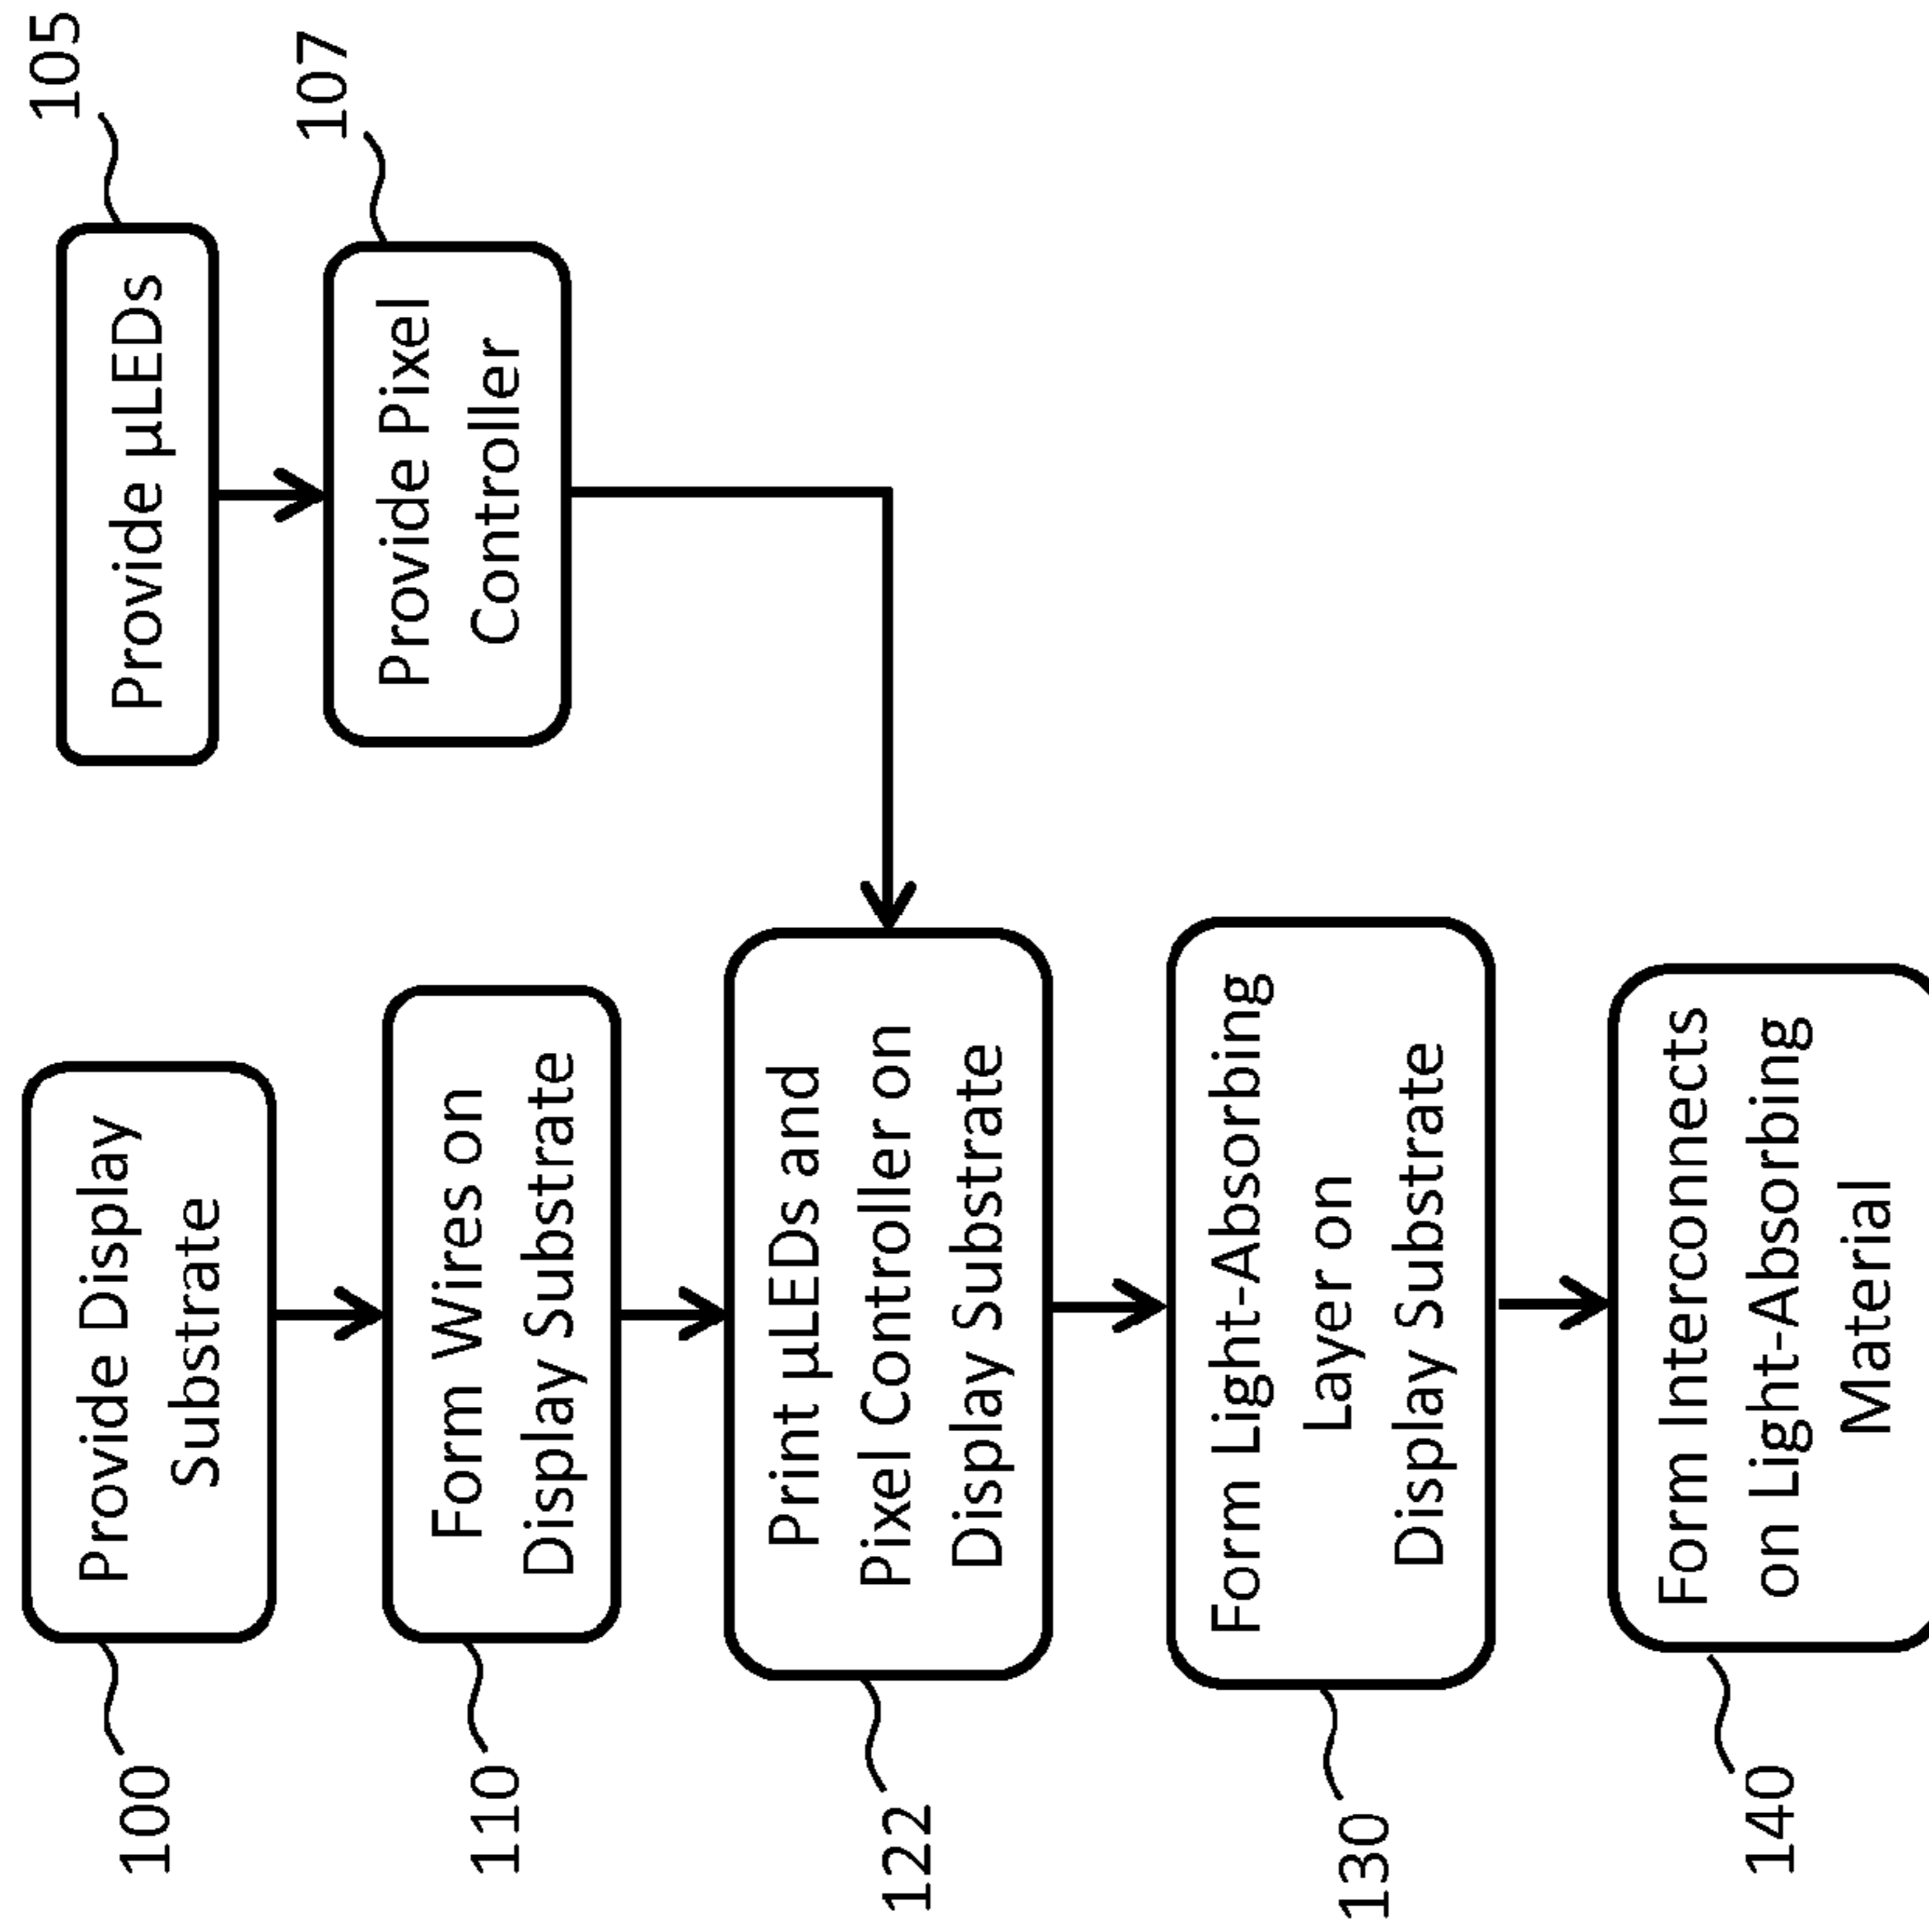 105
Provide µLEDs
107
Provide Pixel
Controller
100
Provide Display
Substrate
110
Form Wires on
Display Substrate
122
Print µLEDs and
Pixel Controller on
Display Substrate
130
Form Light-Absorbing
Layer on
Display Substrate
140
Form Interconnects
on Light-Absorbing
Material